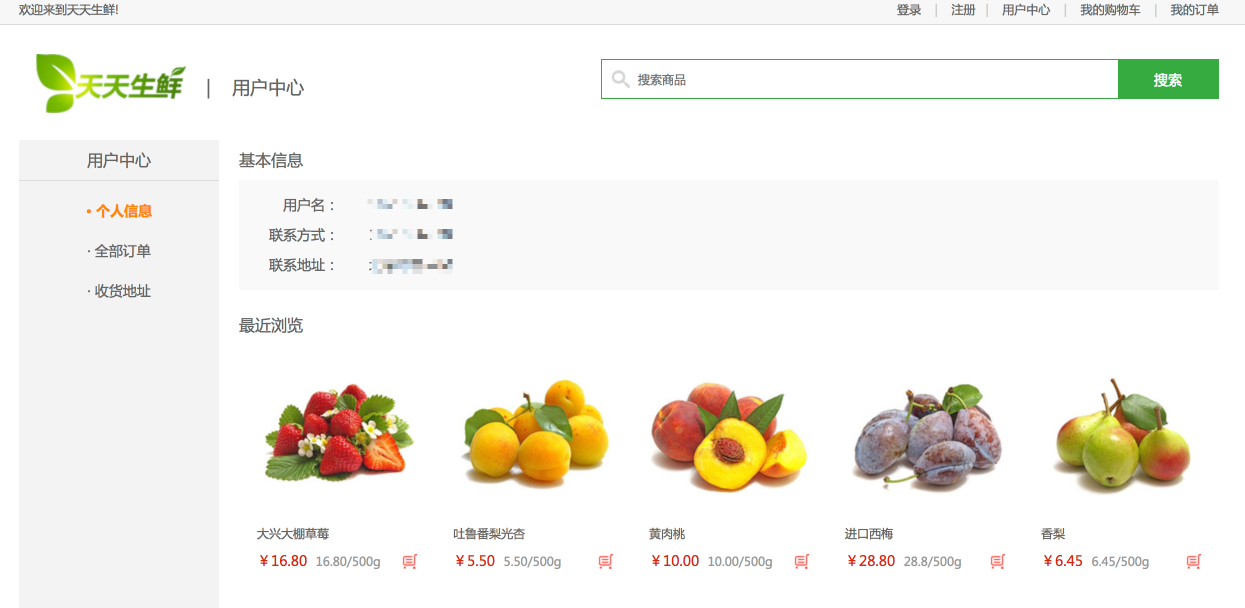 欢迎来到天天生鲜!
登录 | 注册 | 用户中心 | 我的购物车 | 我的订单
天天生鲜 | 用户中心
搜索商品 搜索
用户中心
· 个人信息
· 全部订单
· 收货地址
基本信息
用户名：
联系方式：
联系地址：
最近浏览
大兴大棚草莓
￥16.80 16.80/500g
吐鲁番梨光杏
￥5.50 5.50/500g
黄肉桃
￥10.00 10.00/500g
进口西梅
￥28.80 28.8/500g
香梨
￥6.45 6.45/500g